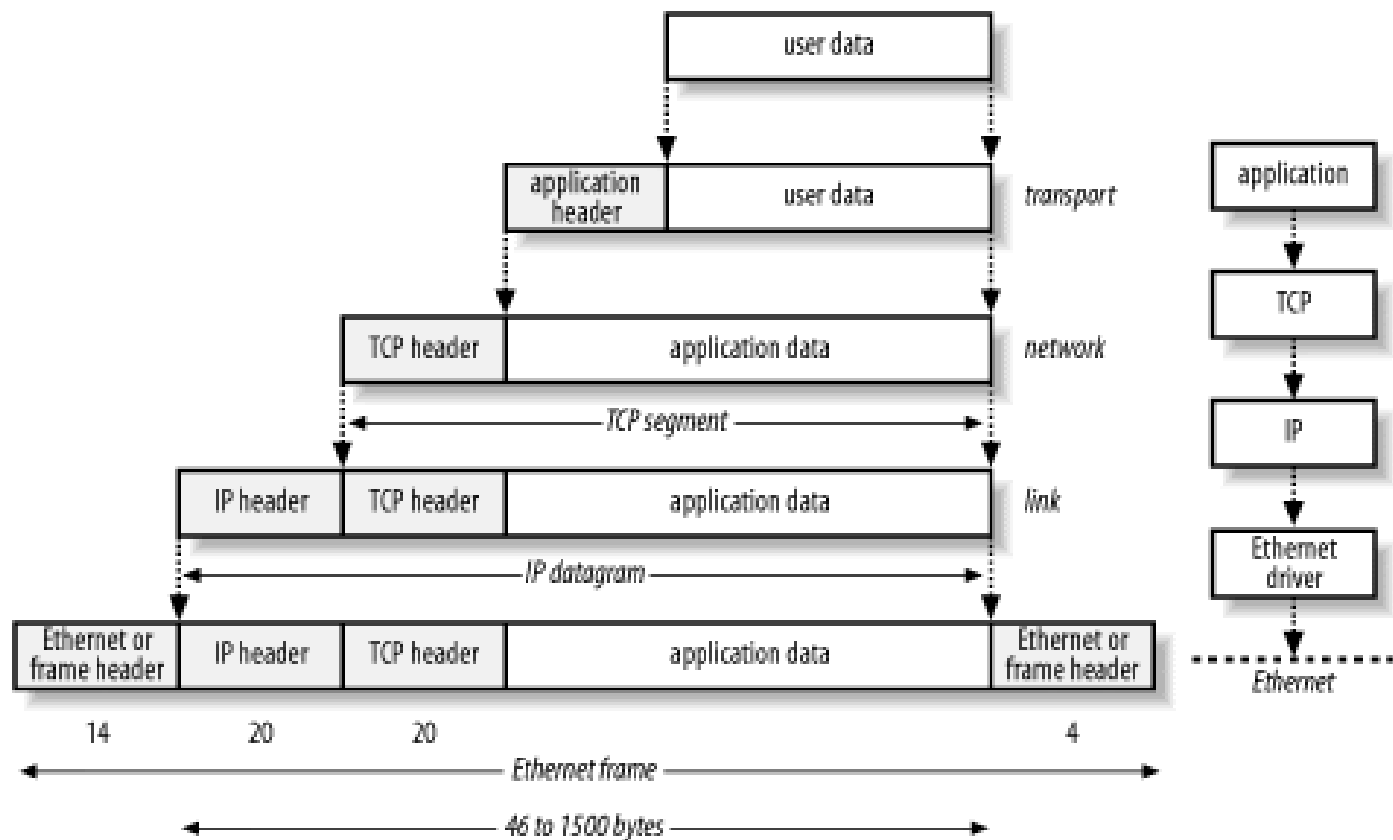 user data
application
header
user data
transport
application
TCP header
application data
network
TCP
TCP segment
IP
IP header
TCP header
application data
link
IP datagram
Ethernet
driver
Ethernet or
frame header
IP header
TCP header
application data
Ethernet or
frame header
Ethernet
14
20
20
4
Ethernet frame
46 to 1500 bytes